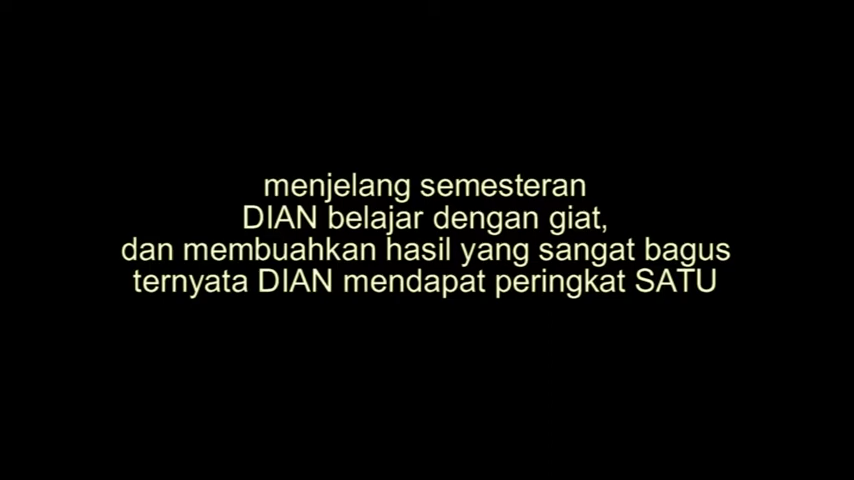 menjelang semesteran
DIAN belajar dengan giat,
dan membuahkan hasil yang sangat bagus
ternyata DIAN mendapat peringkat SATU